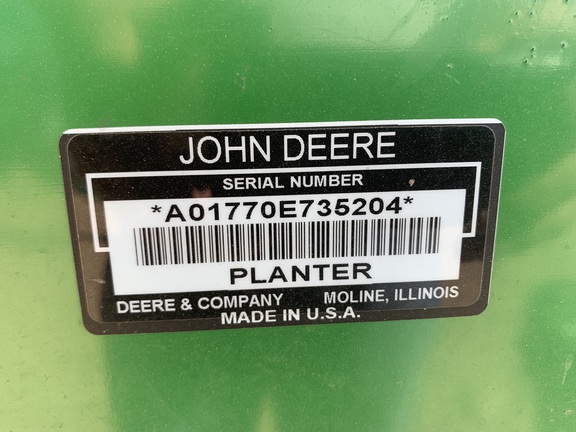 JOHN DEERE
SERIAL NUMBER
*A01770E735204*
PLANTER
DEERE & COMPANY MOLINE, ILLINOIS
MADE IN U.S.A.